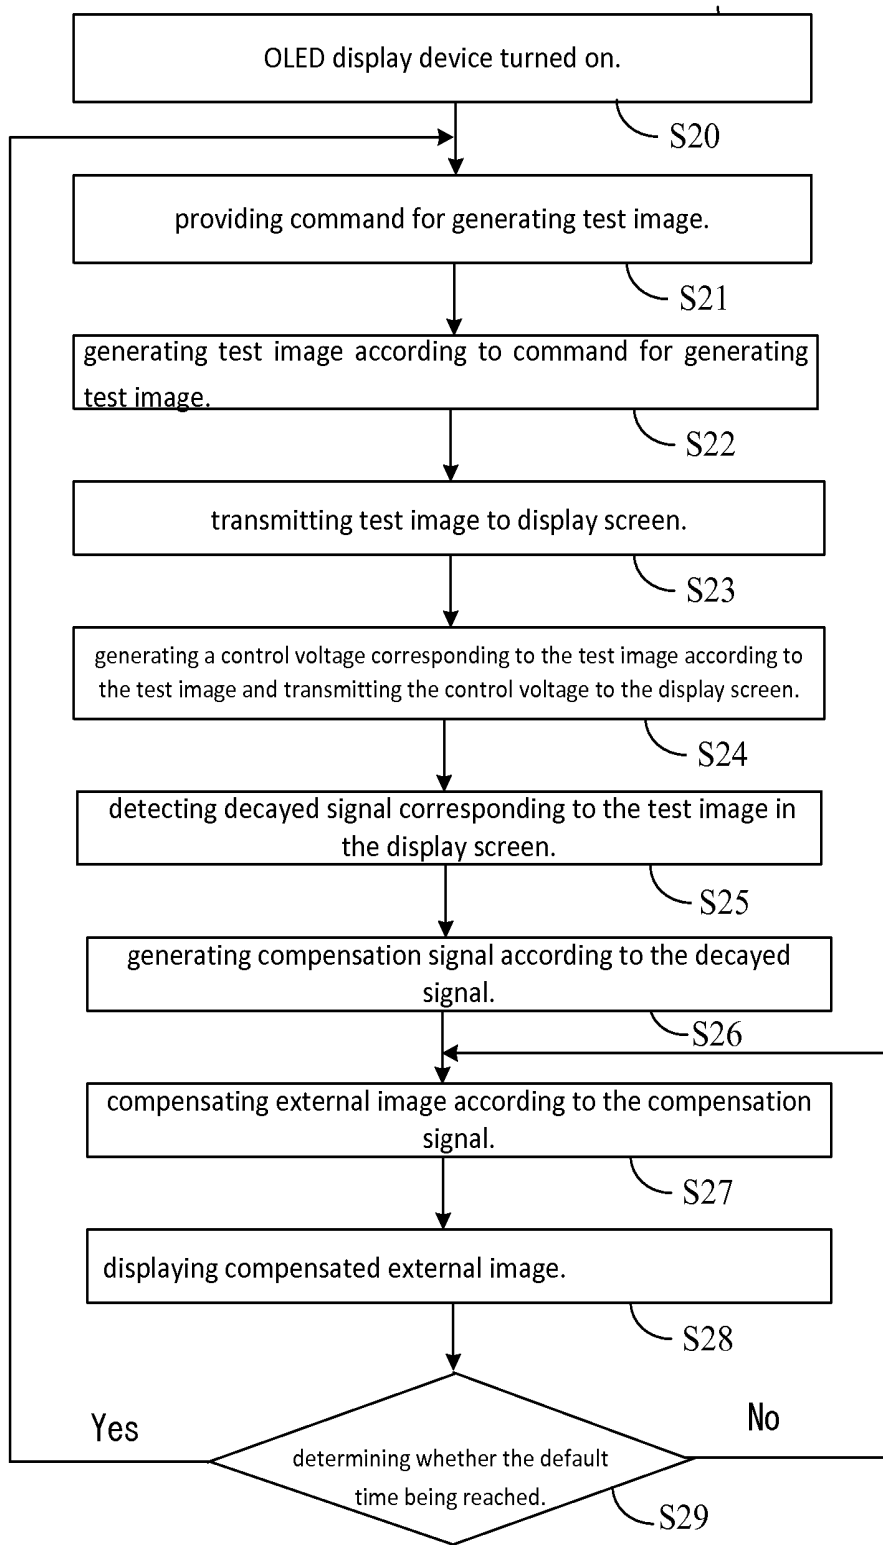 OLED display device turned on.
S20
providing command for generating test image.
S21
generating test image according to command for generating
test image.
S22
transmitting test image to display screen.
S23
generating a control voltage corresponding to the test image according to
the test image and transmitting the control voltage to the display screen.
S24
detecting decayed signal corresponding to the test image in
the display screen.
S25
generating compensation signal according to the decayed
signal.
S26
compensating external image according to the compensation
signal.
S27
displaying compensated external image.
S28
Yes
No
determining whether the default
time being reached.
S29